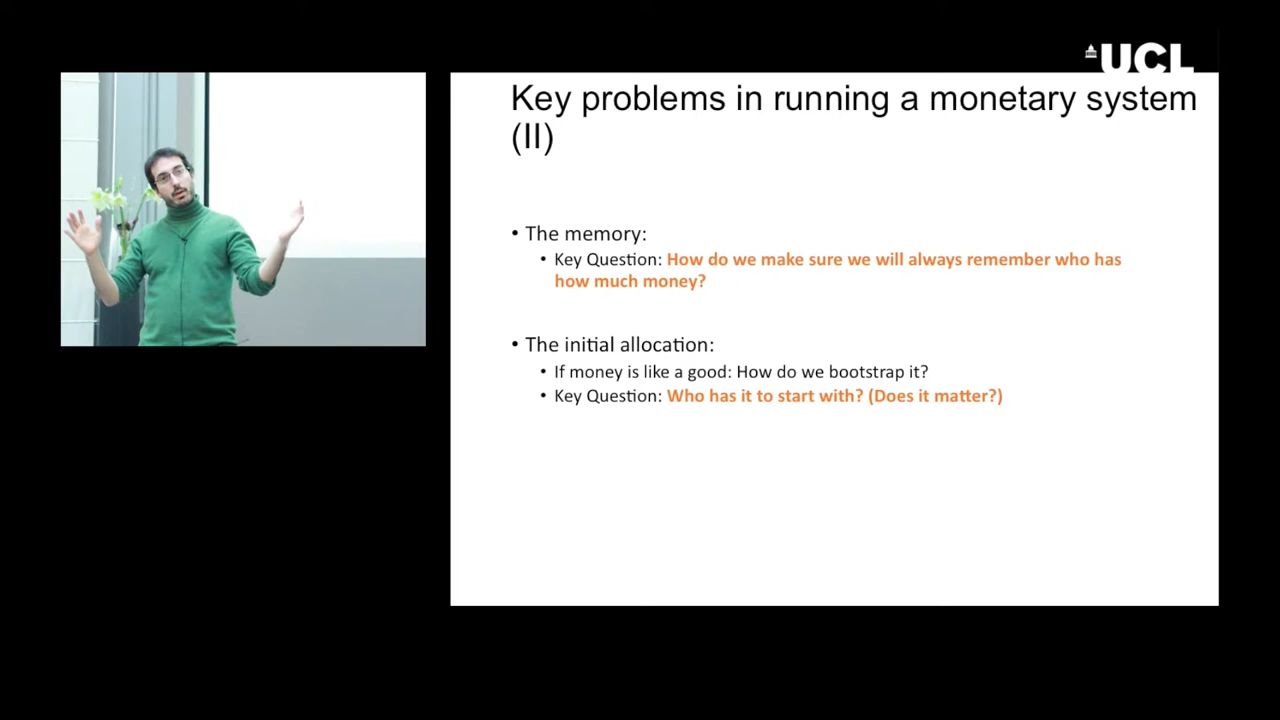 UCL
Key problems in running a monetary system
(II)
• The memory:
• Key Question: How do we make sure we will always remember who has
how much money?
• The initial allocation:
• If money is like a good: How do we bootstrap it?
• Key Question: Who has it to start with? (Does it matter?)